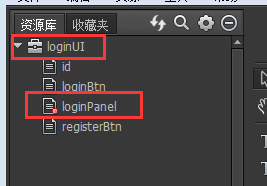 资源库 收藏夹
loginUI
id
loginBtn
loginPanel
registerBtn